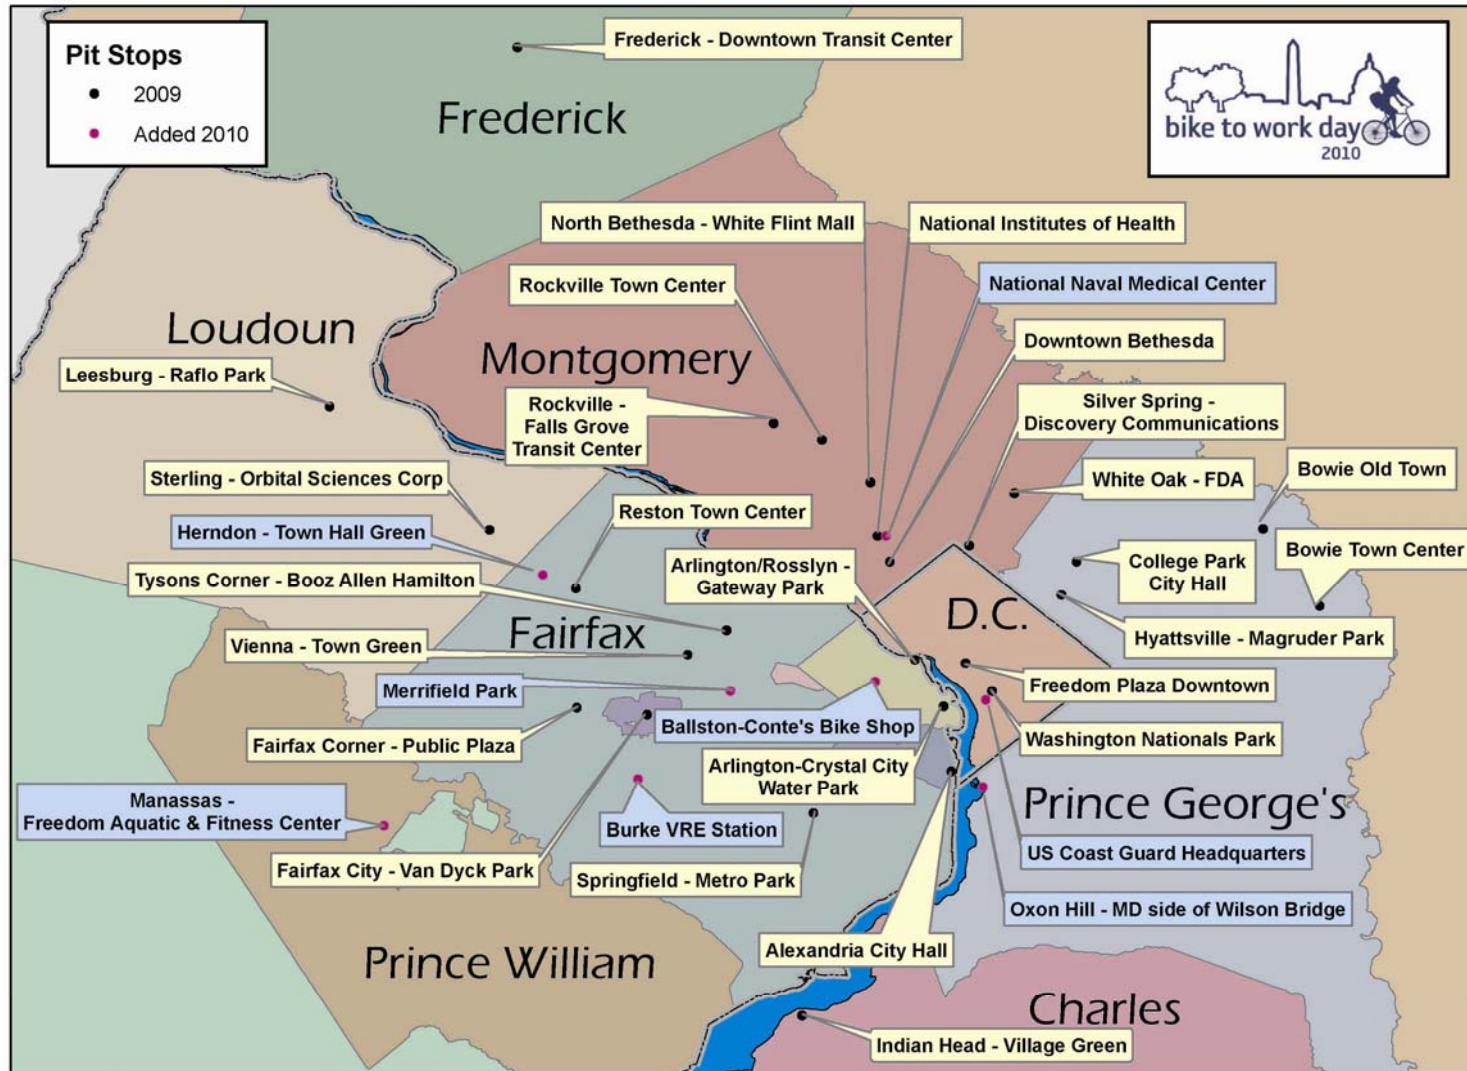 Pit Stops
2009
Added 2010
Frederick - Downtown Transit Center
bike to work day
2010
Frederick
North Bethesda - White Flint Mall
National Institutes of Health
Rockville Town Center
National Naval Medical Center
Loudoun
Montgomery
Downtown Bethesda
Leesburg - Raflo Park
Rockville -
Falls Grove
Transit Center
Silver Spring -
Discovery Communications
Sterling - Orbital Sciences Corp
White Oak - FDA
Bowie Old Town
Reston Town Center
Herndon - Town Hall Green
Bowie Town Center
Tysons Corner - Booz Allen Hamilton
Arlington/Rosslyn -
Gateway Park
College Park
City Hall
D.C.
Fairfax
Vienna - Town Green
Hyattsville - Magruder Park
Merrifield Park
Freedom Plaza Downtown
Ballston-Conte's Bike Shop
Fairfax Corner - Public Plaza
Washington Nationals Park
Arlington-Crystal City
Water Park
Manassas -
Freedom Aquatic & Fitness Center
Prince George's
Burke VRE Station
US Coast Guard Headquarters
Fairfax City - Van Dyck Park
Springfield - Metro Park
Oxon Hill - MD side of Wilson Bridge
Alexandria City Hall
Prince William
Charles
Indian Head - Village Green